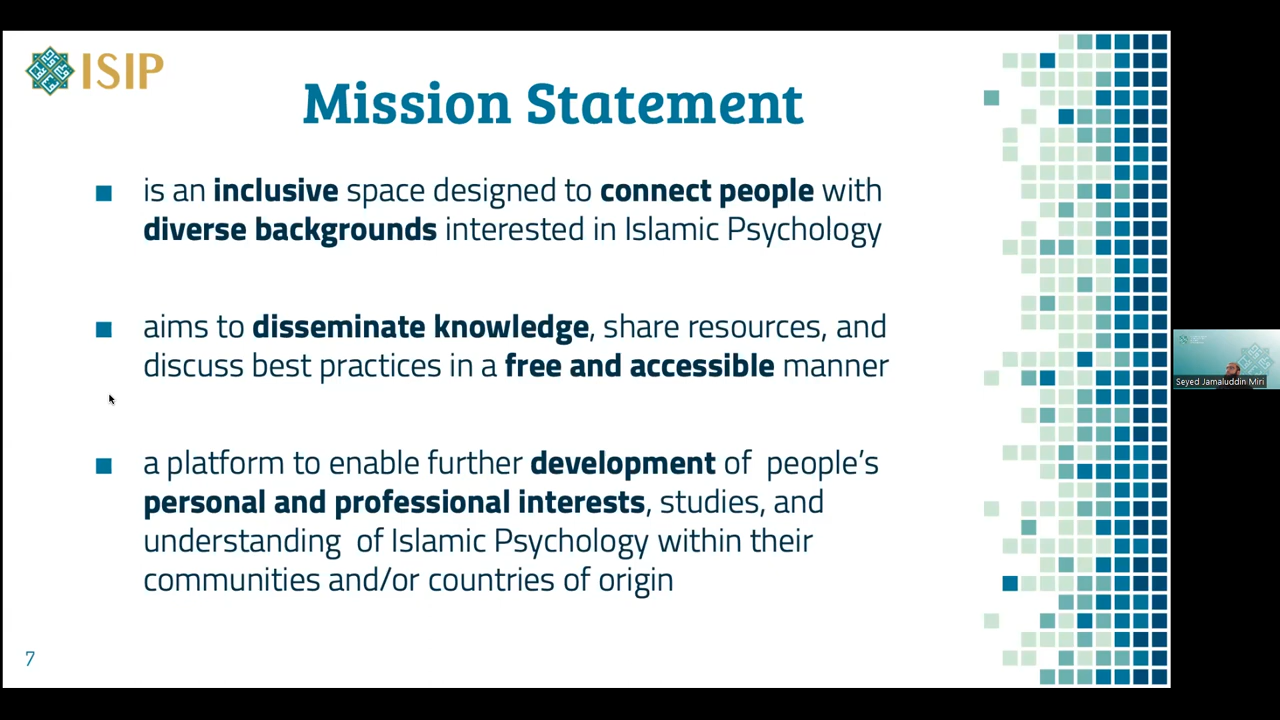 ISIP
Mission Statement
is an inclusive space designed to connect people with
diverse backgrounds interested in Islamic Psychology
aims to disseminate knowledge, share resources, and
discuss best practices in a free and accessible manner
a platform to enable further development of people’s
personal and professional interests, studies, and
understanding of Islamic Psychology within their
communities and/or countries of origin
7
Seyed Jamaluddin Miri